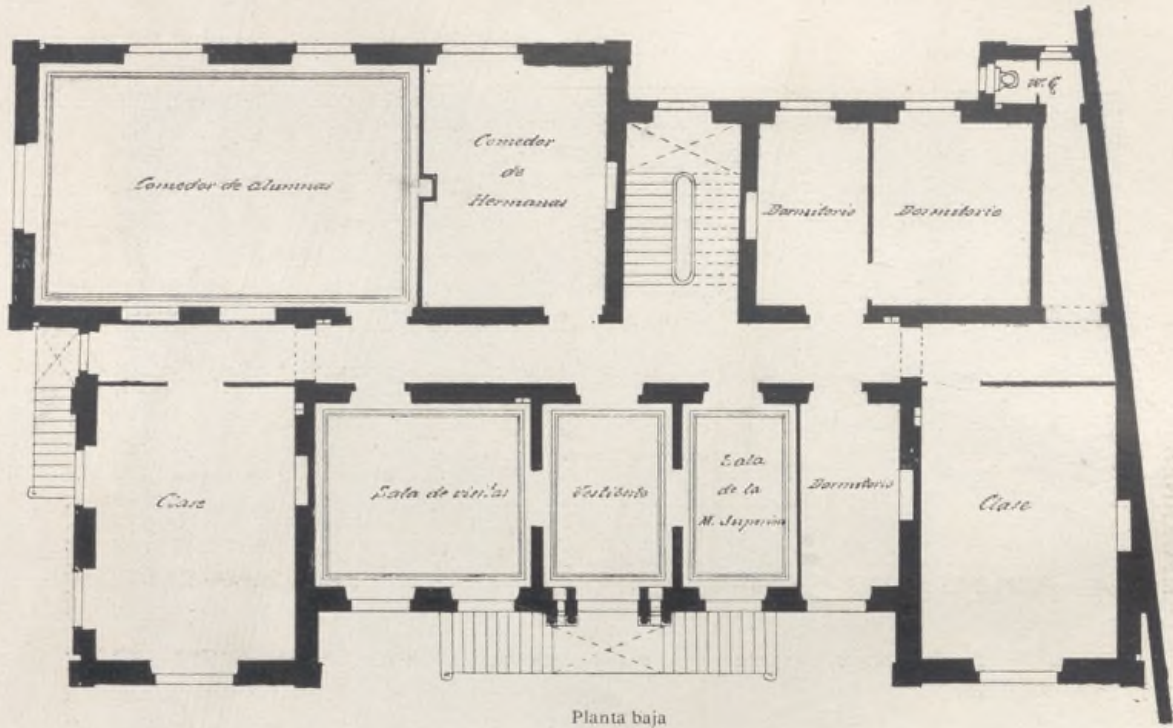 W.C.
Comedor de Alumnas
Comedor
de
Hermanas
Dormitorio
Dormitorio
Clase
Sala de visitas
Vestíbulo
Sala
de la
M. Superiora
Dormitorio
Clase
Planta baja